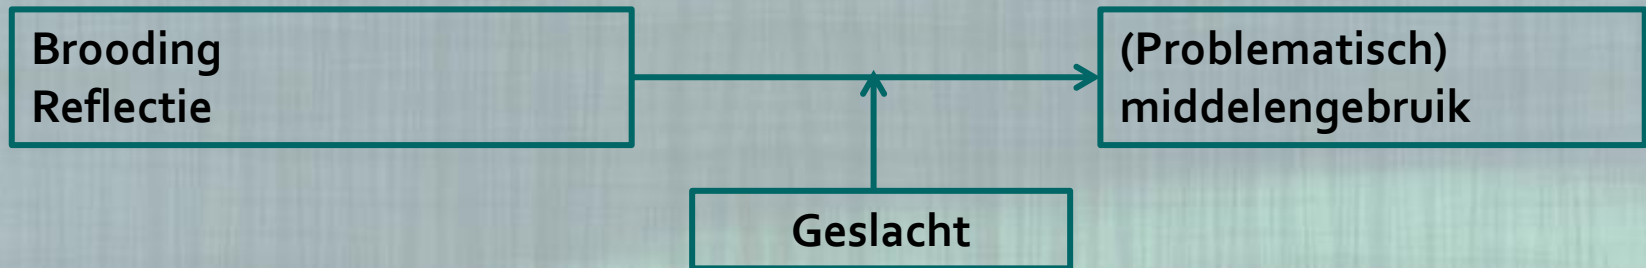 Brooding
Reflectie
(Problematisch)
middelengebruik
Geslacht